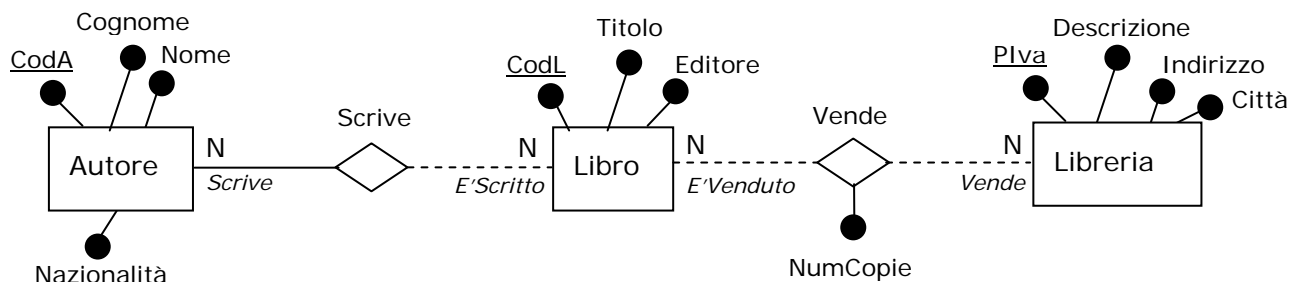 Cognome
Nome
CodA
Autore
Nazionalità
N
Scrive
Scrive
N
E'Scritto
Titolo
CodL
Editore
Libro
N
E'Venduto
Vende
NumCopie
N
Vende
Descrizione
PIva
Indirizzo
Città
Libreria